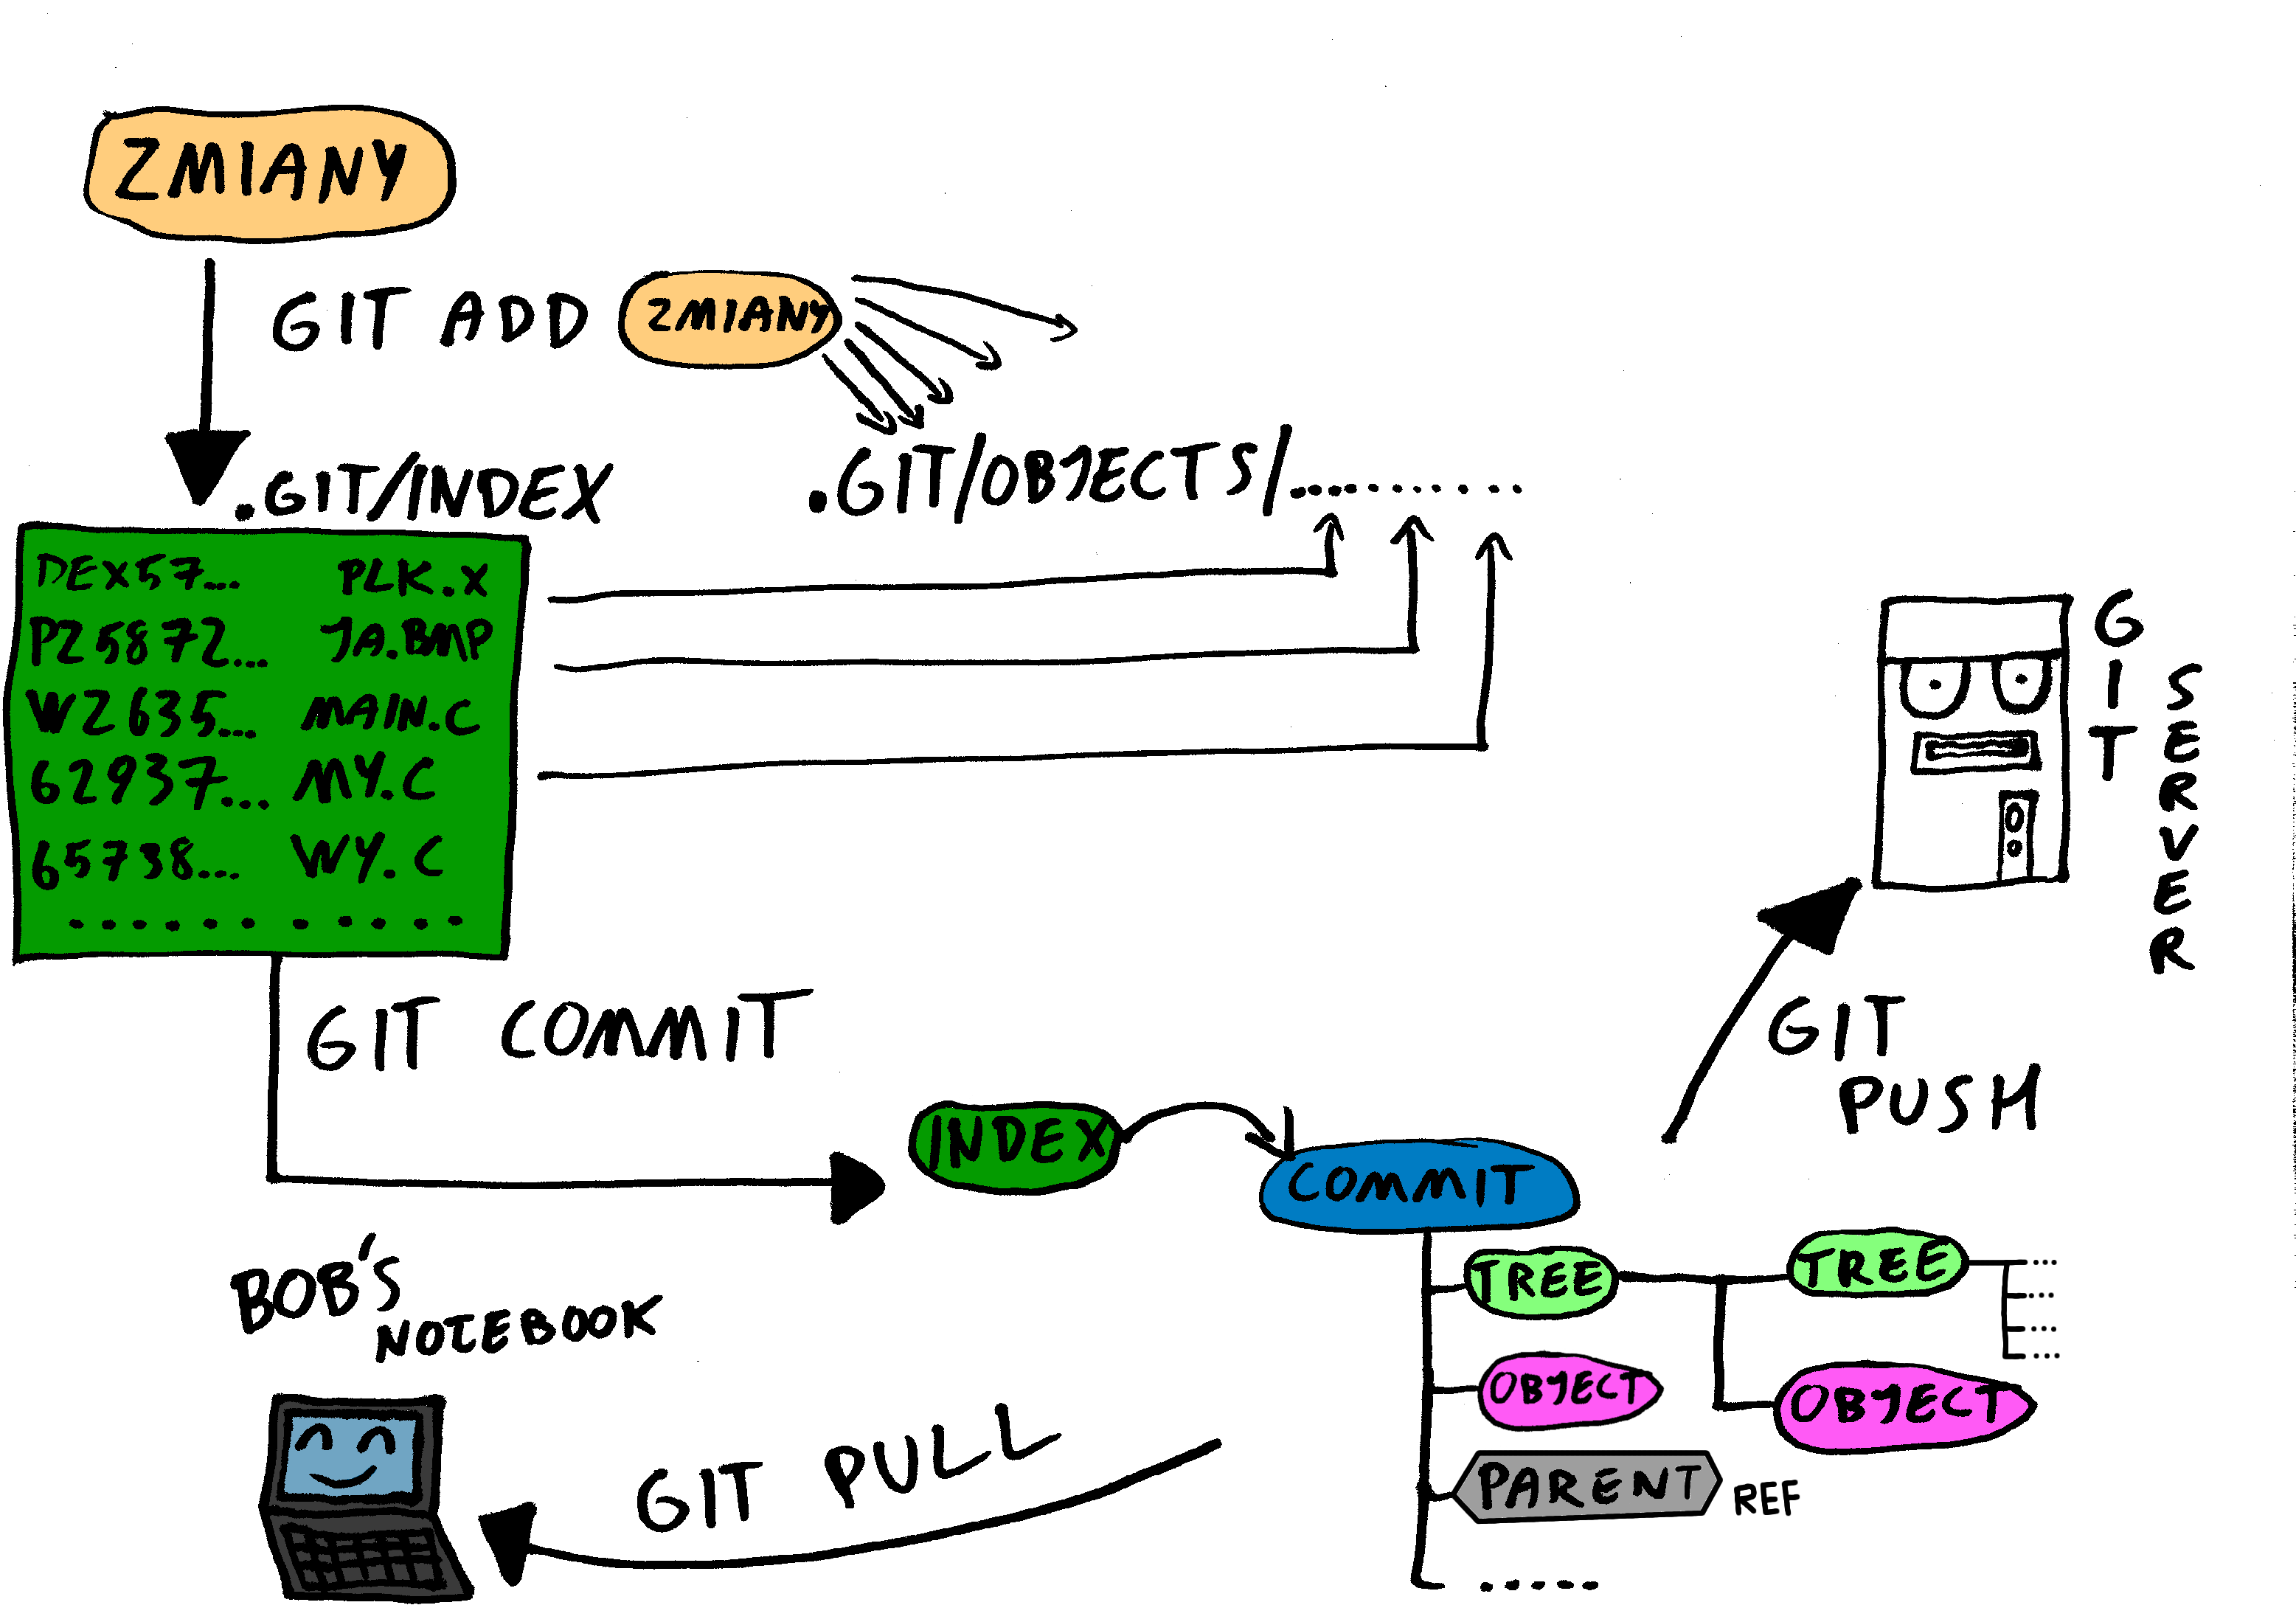 ZMIANY
GIT ADD ZMIANY
.GIT/INDEX
.GIT/OBJECTS/............
DEX57... PLK.X
PZ5872... JA.BMP
WZ635... MAIN.C
62937... MY.C
65738... WY.C
...........
GIT
SERVER
GIT COMMIT
GIT
PUSH
INDEX
COMMIT
TREE
TREE
...
...
...
...
OBJECT
OBJECT
PARENT REF
.....
BOB'S
NOTEBOOK
GIT PULL